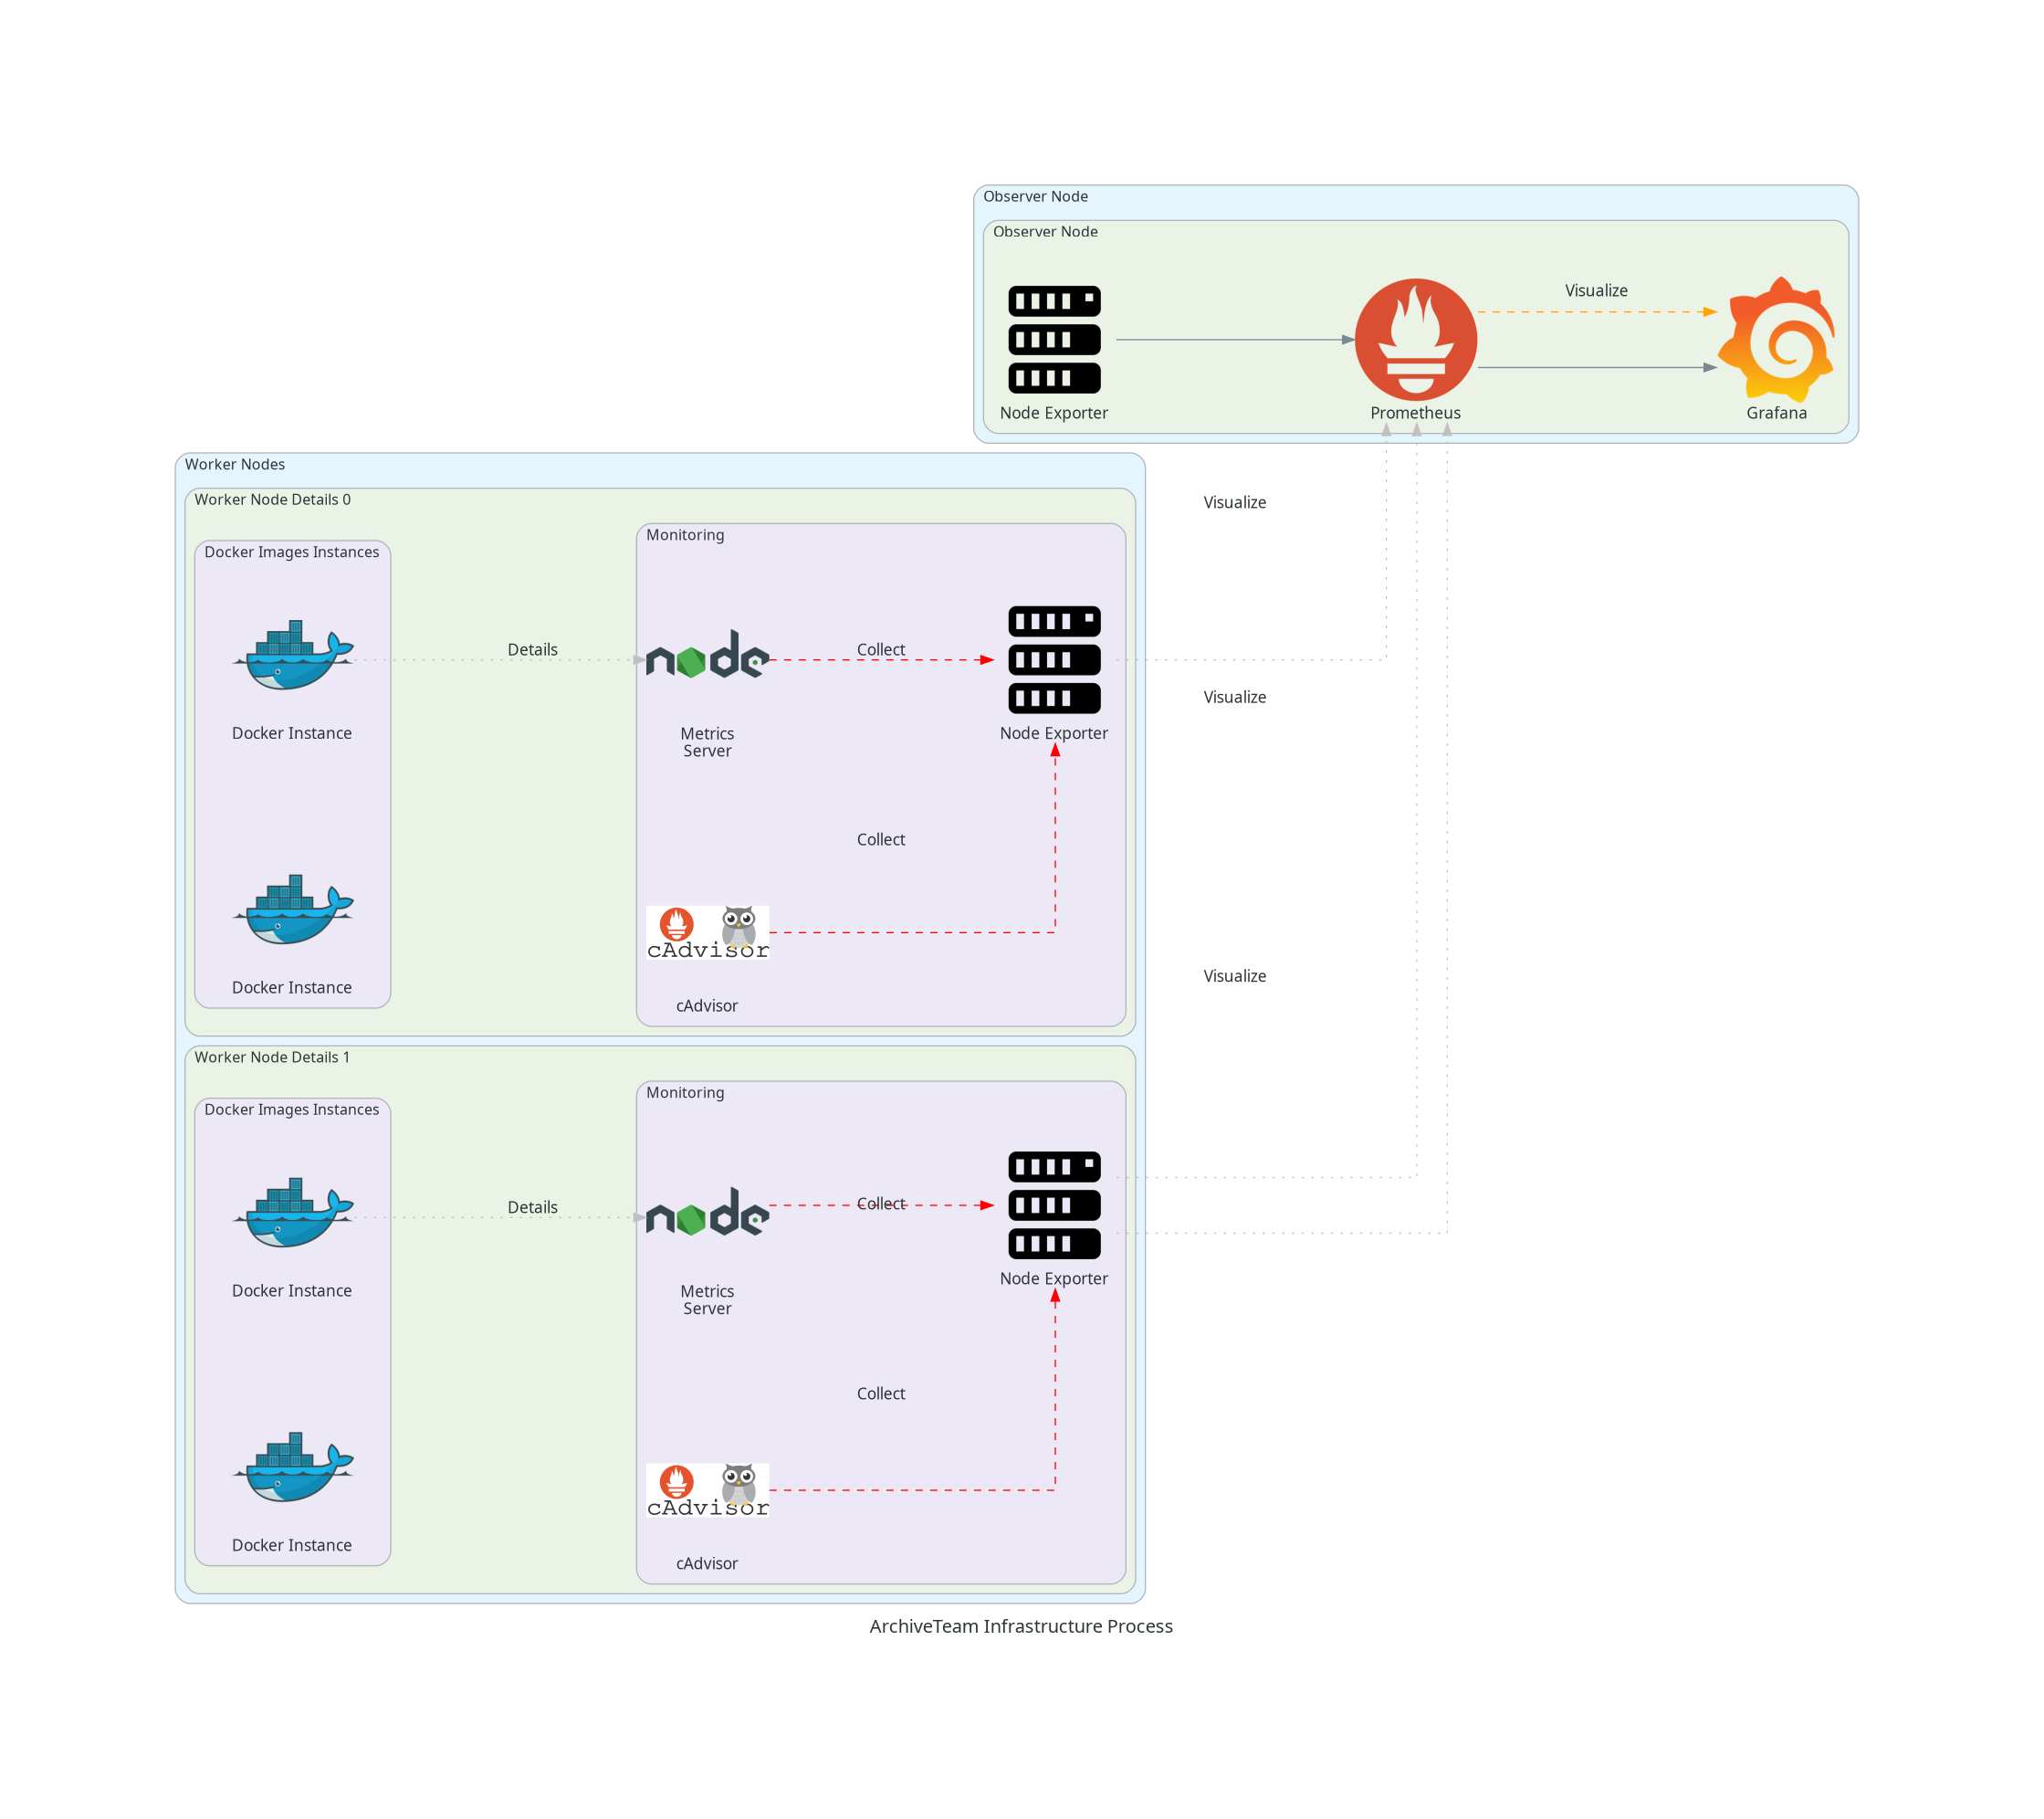 Observer Node
Observer Node
Visualize
Node Exporter
Prometheus
Grafana
Worker Nodes
Worker Node Details 0
Visualize
Docker Images Instances
Monitoring
Details
node
Collect
Visualize
Docker Instance
Metrics
Server
Node Exporter
Collect
cAdvisor
Visualize
Docker Instance
cAdvisor
Worker Node Details 1
Docker Images Instances
Monitoring
Details
node
Collect
Docker Instance
Metrics
Server
Node Exporter
Collect
cAdvisor
Docker Instance
cAdvisor
ArchiveTeam Infrastructure Process